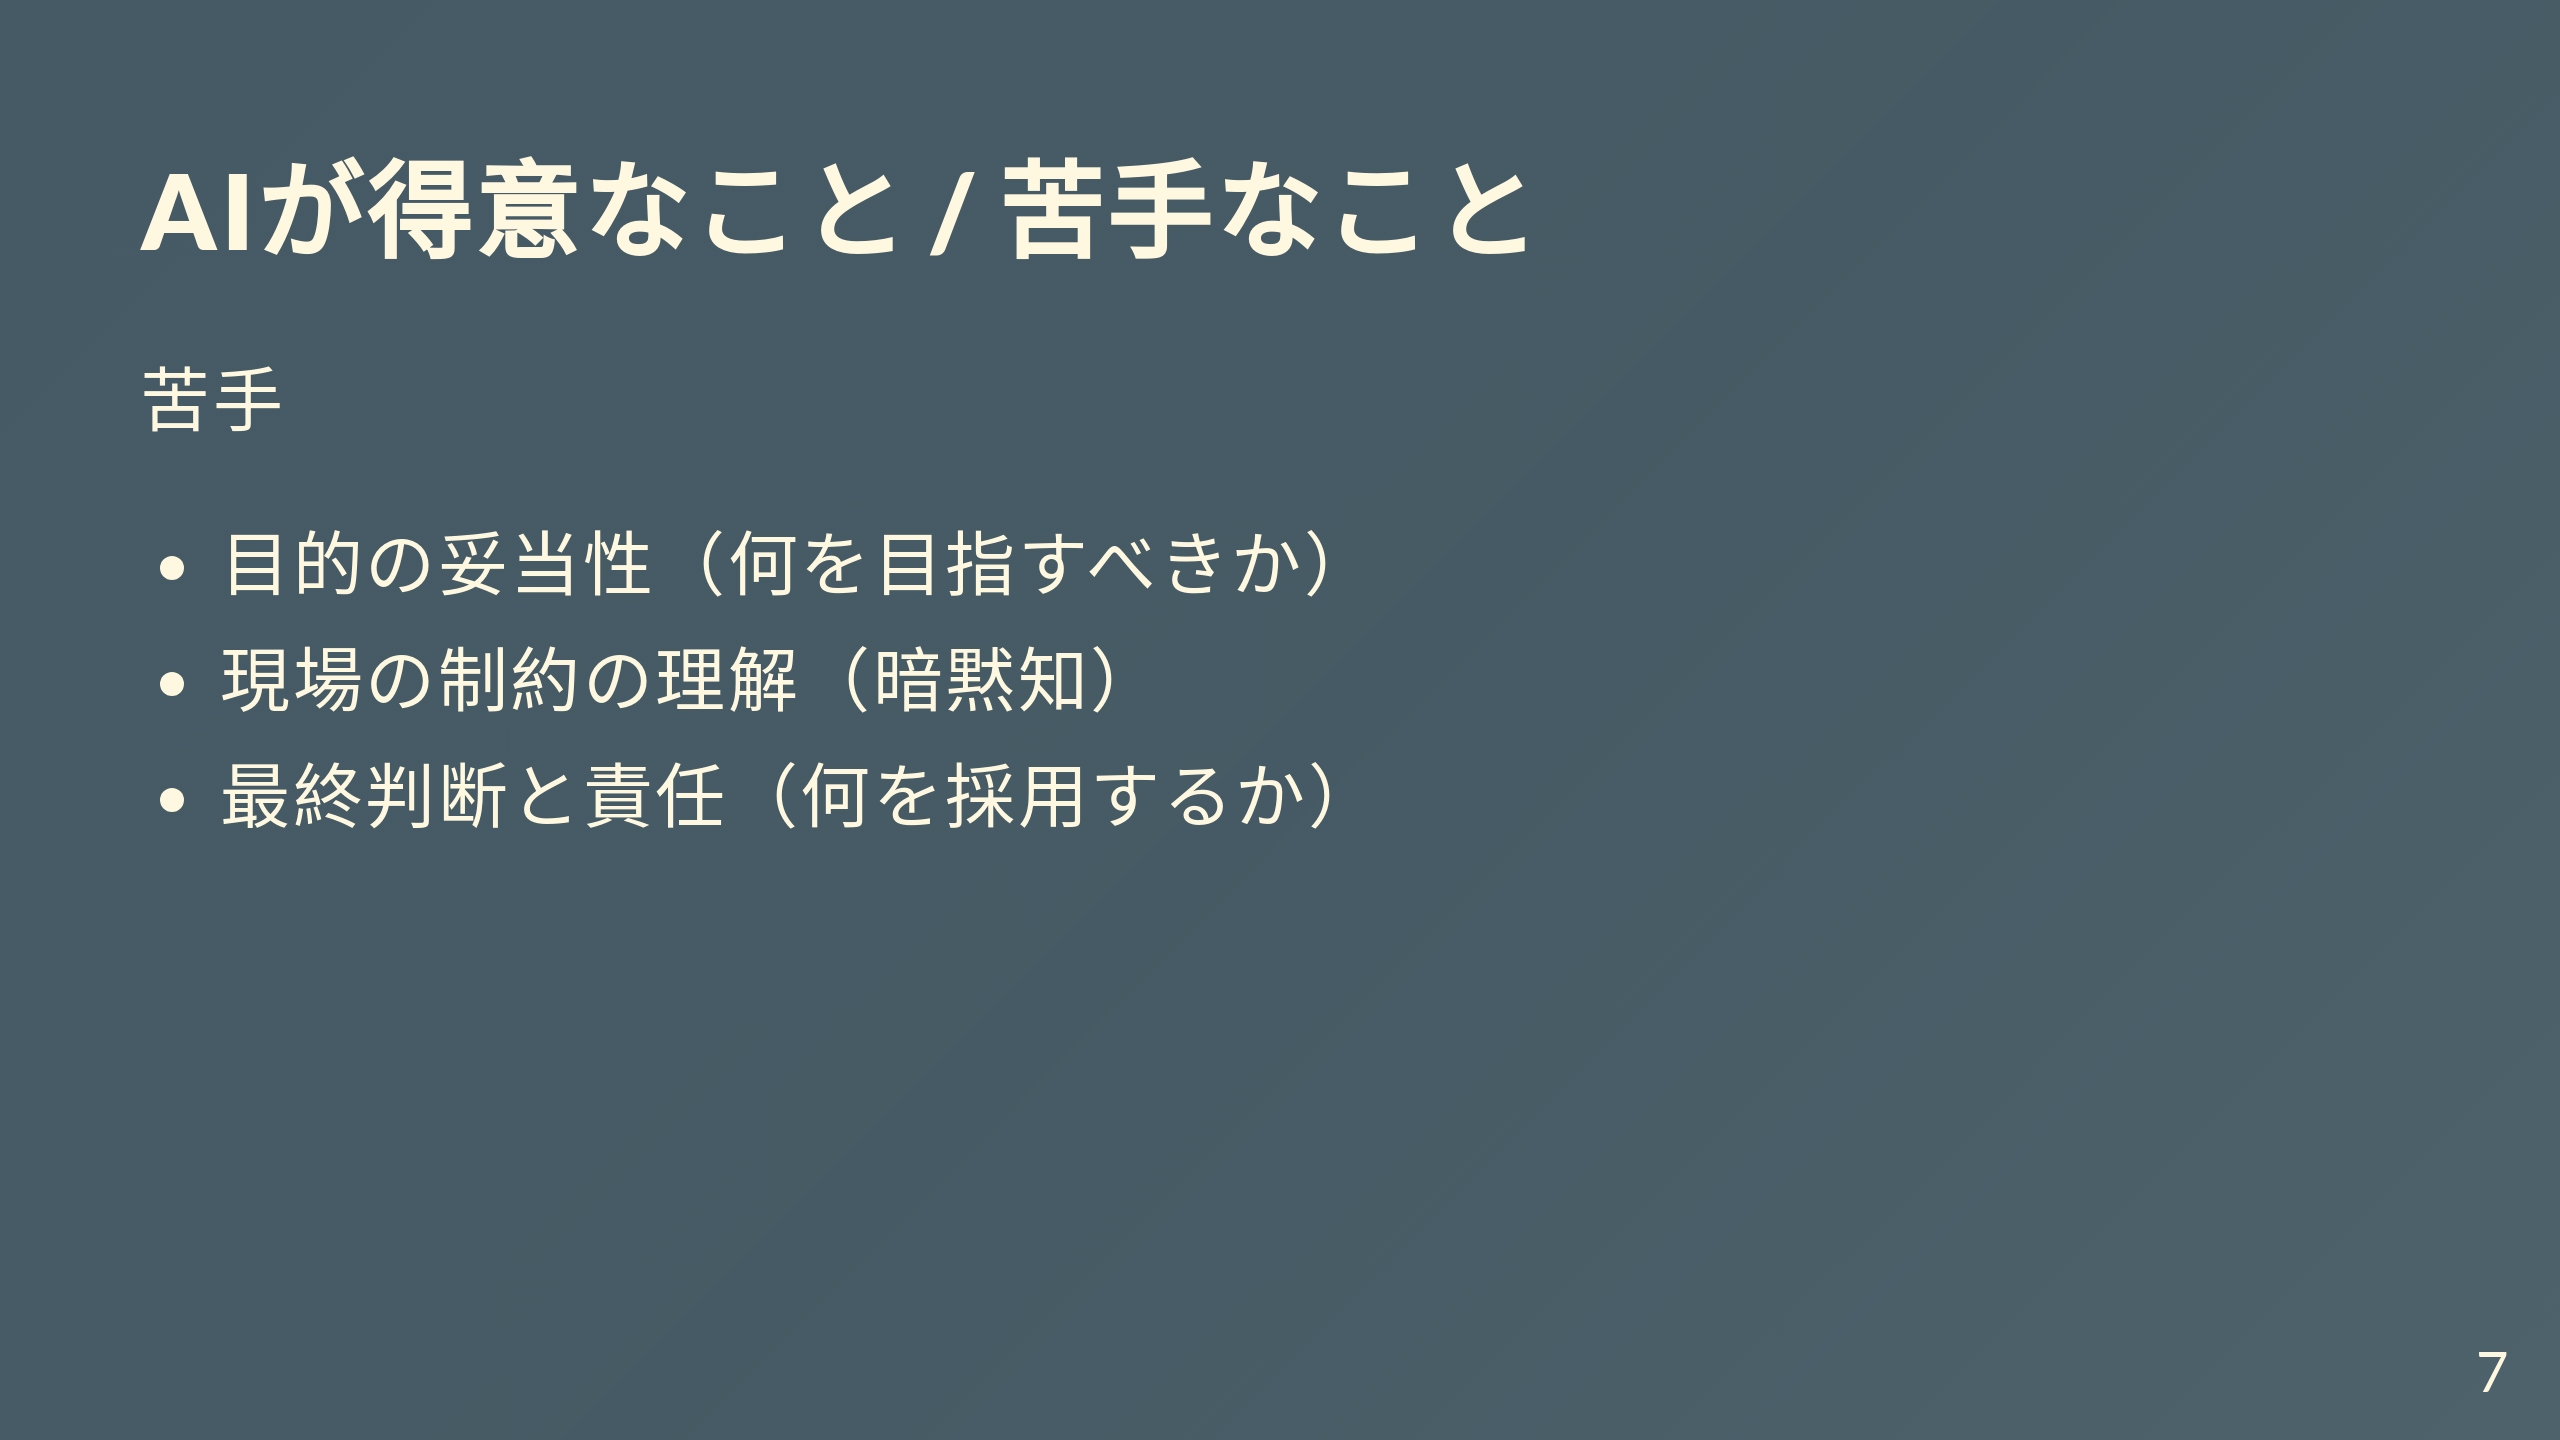 AIが得意なこと / 苦手なこと
苦手
• 目的の妥当性（何を目指すべきか）
• 現場の制約の理解（暗黙知）
• 最終判断と責任（何を採用するか）
7